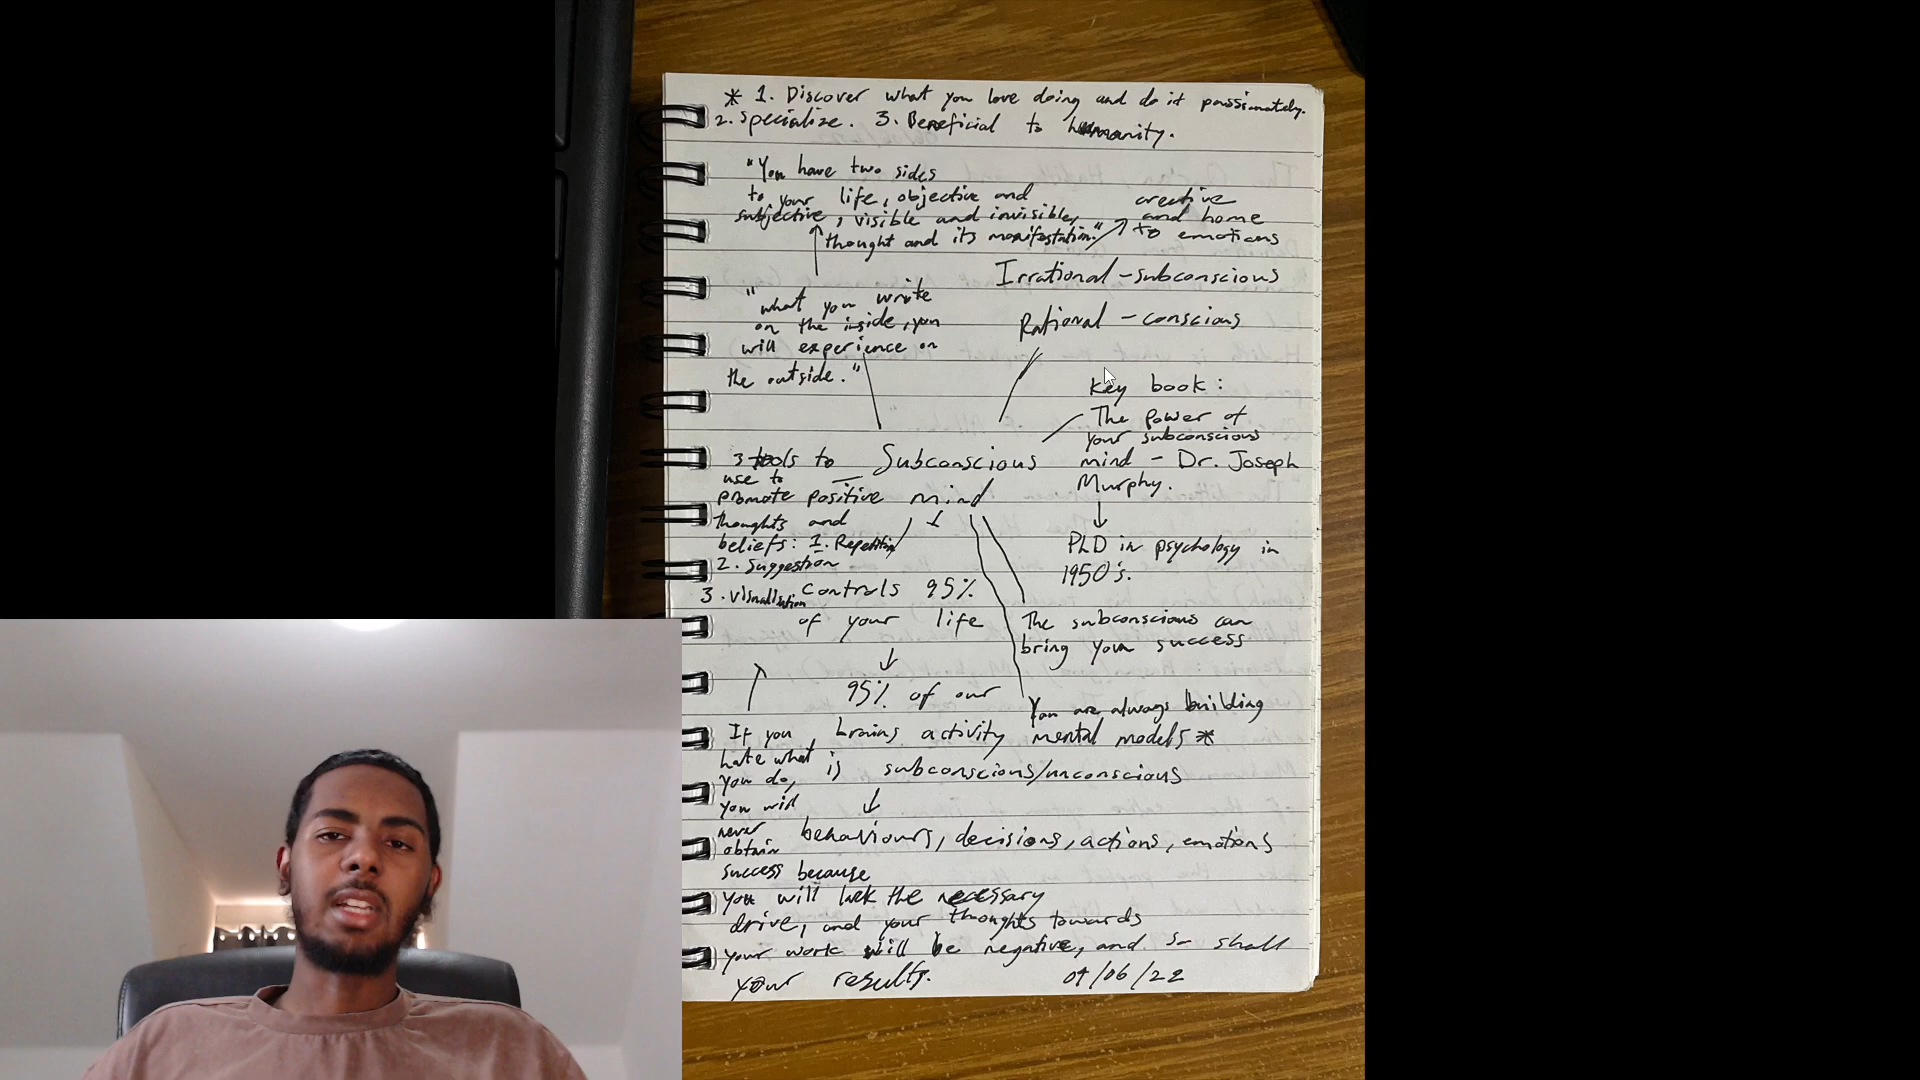 * 1. Discover what you love doing and do it passionately.
2. Specialize. 3. Beneficial to humanity.
"You have two sides
to your life, objective and
subjective, visible and invisible,
thought and its manifestation."
creative
and home
to emotions
Irrational - subconscious
Rational - conscious
"what you write
on the inside, you
will experience on
the outside."
Key book:
The power of
your subconscious
mind - Dr. Joseph
Murphy.
PhD in psychology in
1950's.
Subconscious
mind
3 tools to
use to
promote positive
thoughts and
beliefs: 1. Repetition
2. Suggestion
3. Visualisation
controls 95%
of your life
95% of our
brains activity
is subconscious/unconscious
behaviours, decisions, actions, emotions
The subconscious can
bring you success
You are always building
mental models *
If you
hate what
you do,
you will
never
obtain
success because
you will lack the necessary
drive, and your thoughts towards
your work will be negative, and so shall
your results.